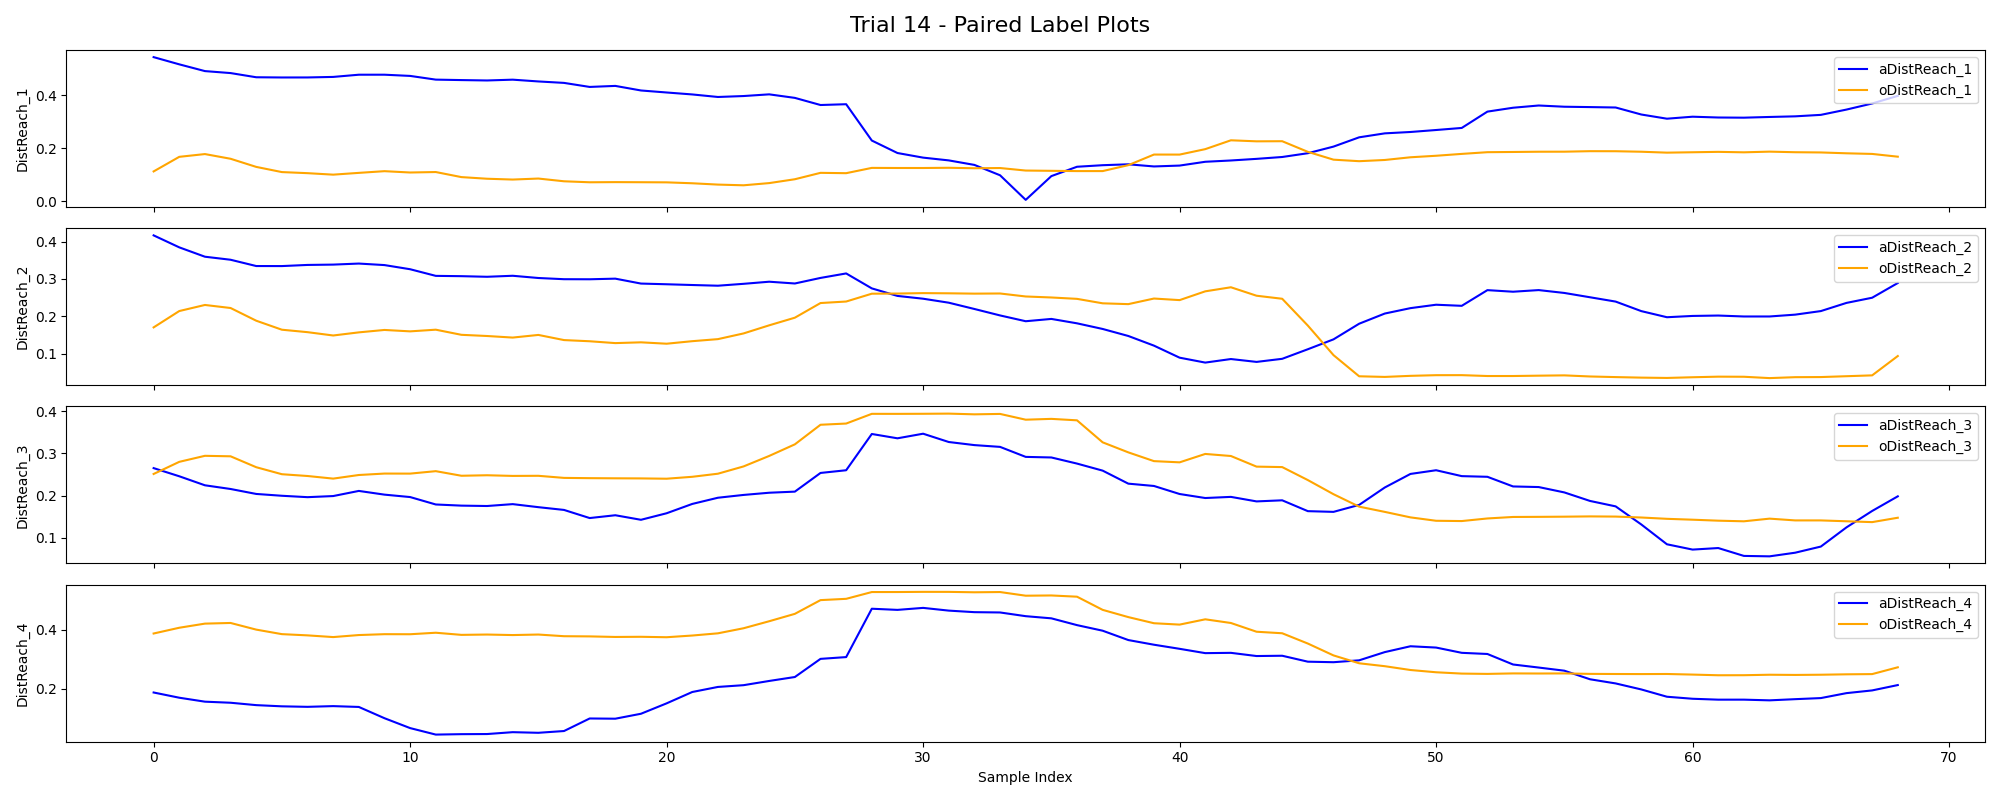 Trial 14 - Paired Label Plots
DistReach_1
0.4
0.2
0.0
aDistReach_1
oDistReach_1
DistReach_2
0.4
0.3
0.2
0.1
aDistReach_2
oDistReach_2
DistReach_3
0.4
0.3
0.2
0.1
aDistReach_3
oDistReach_3
DistReach_4
0.4
0.2
aDistReach_4
oDistReach_4
0 10 20 30 40 50 60 70
Sample Index